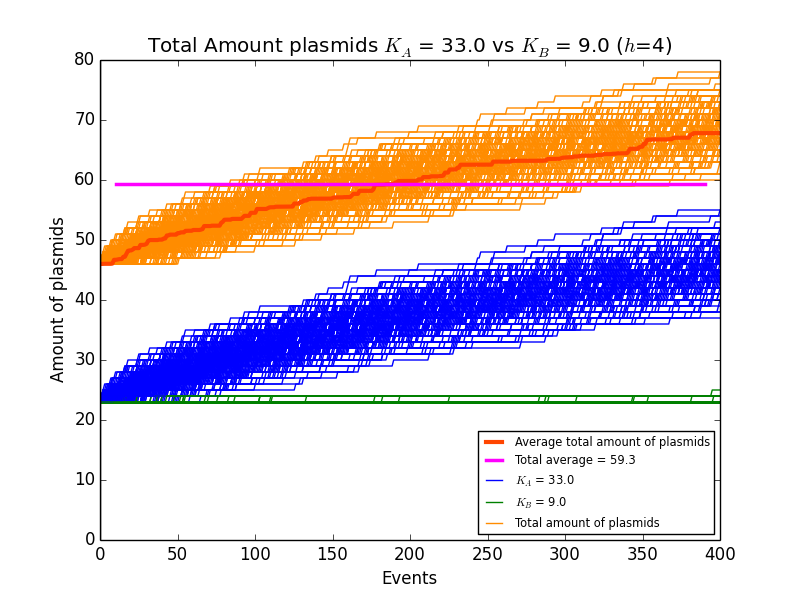 Total Amount plasmids K_A = 33.0 vs K_B = 9.0 (h=4)
80
70
60
50
40
30
20
10
0
Amount of plasmids
Average total amount of plasmids
Total average = 59.3
K_A = 33.0
K_B = 9.0
Total amount of plasmids
0 50 100 150 200 250 300 350 400
Events